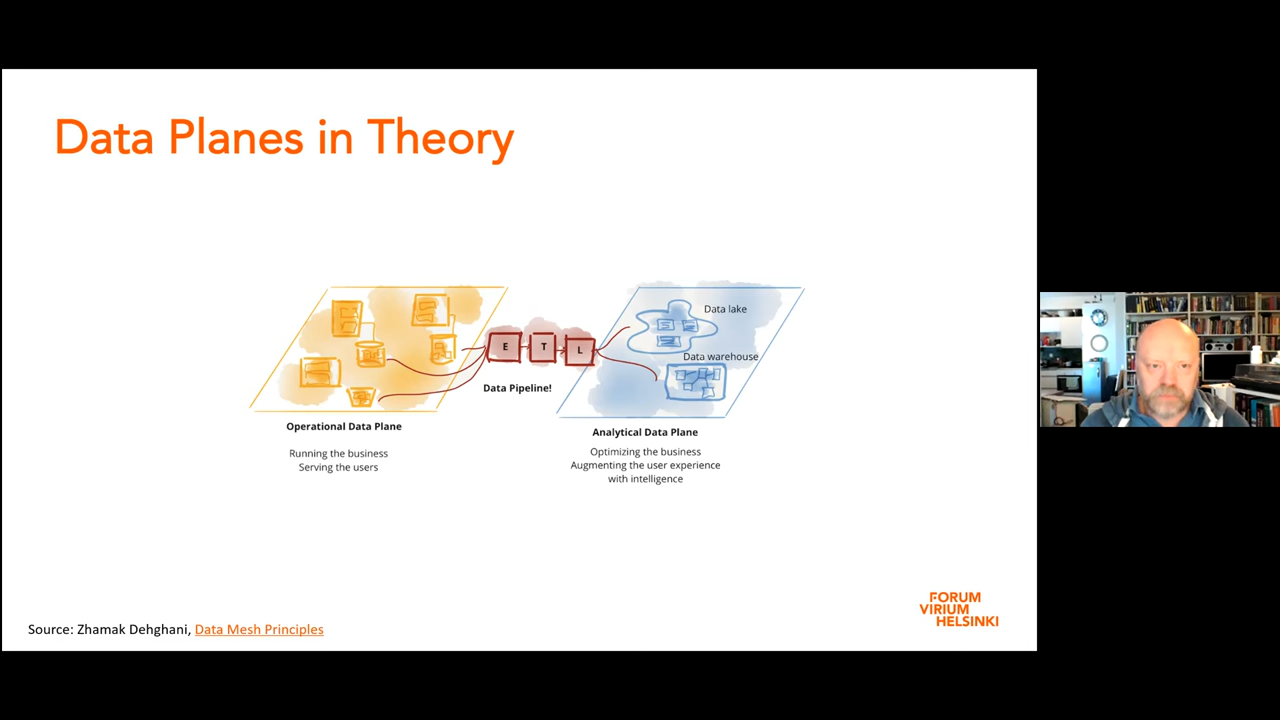 Data Planes in Theory
Data lake
Data warehouse
E
T
L
Data Pipeline!
Operational Data Plane
Running the business
Serving the users
Analytical Data Plane
Optimizing the business
Augmenting the user experience
with intelligence
FORUM
VIRIUM
HELSINKI
Source: Zhamak Dehghani, Data Mesh Principles